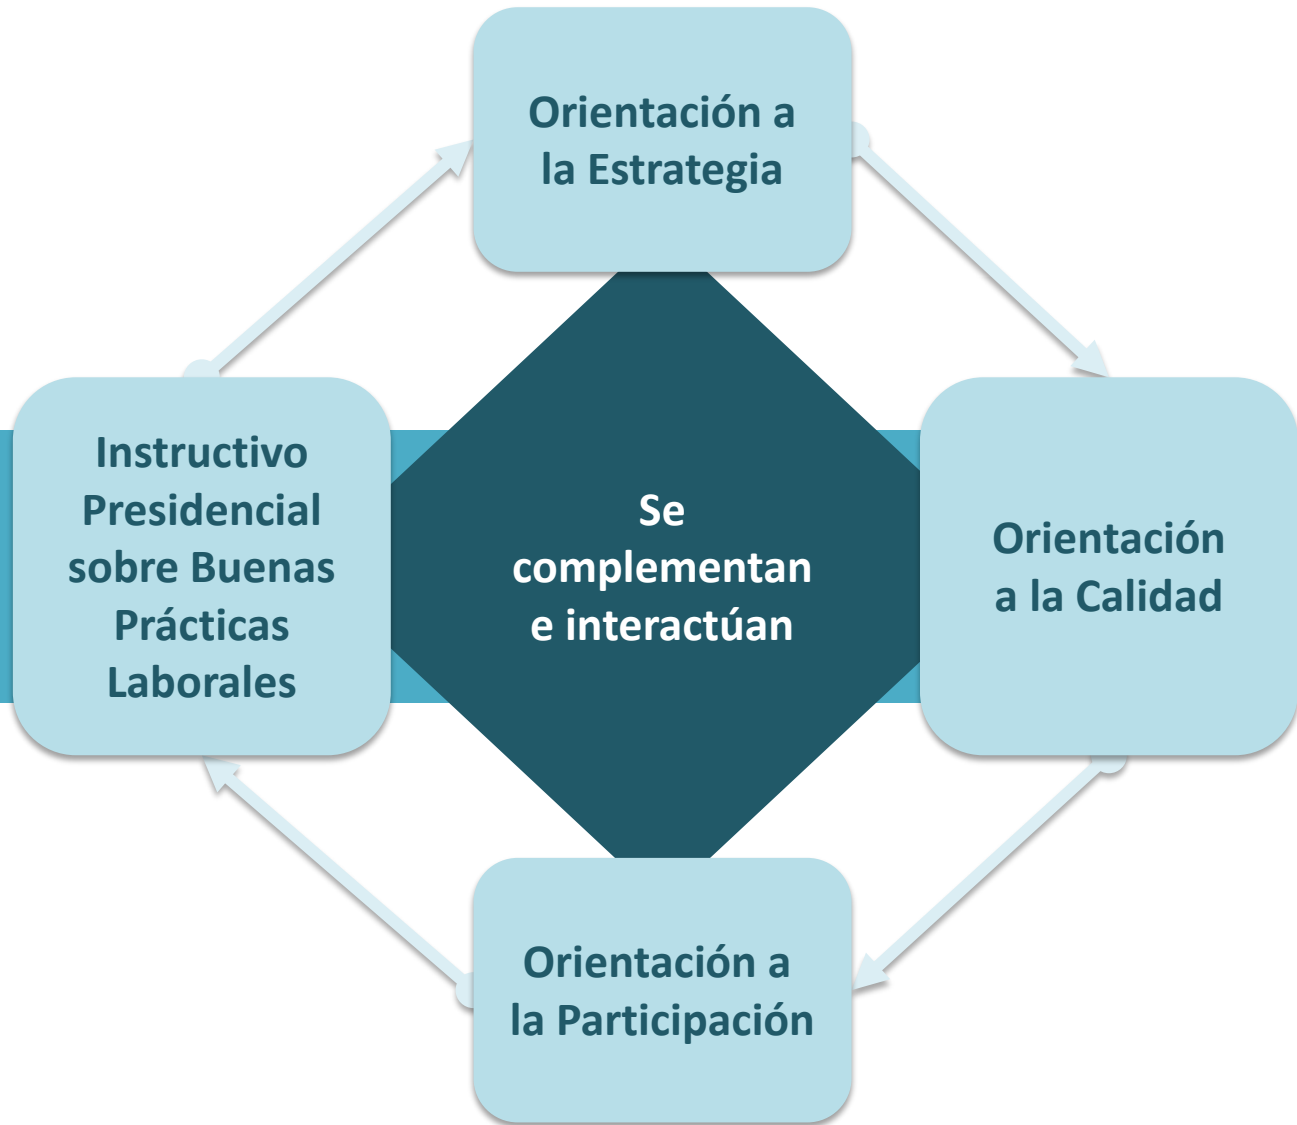 Orientación a
la Estrategia
Instructivo
Presidencial
sobre Buenas
Prácticas
Laborales
Se
complementan
e interactúan
Orientación
a la Calidad
Orientación a
la Participación